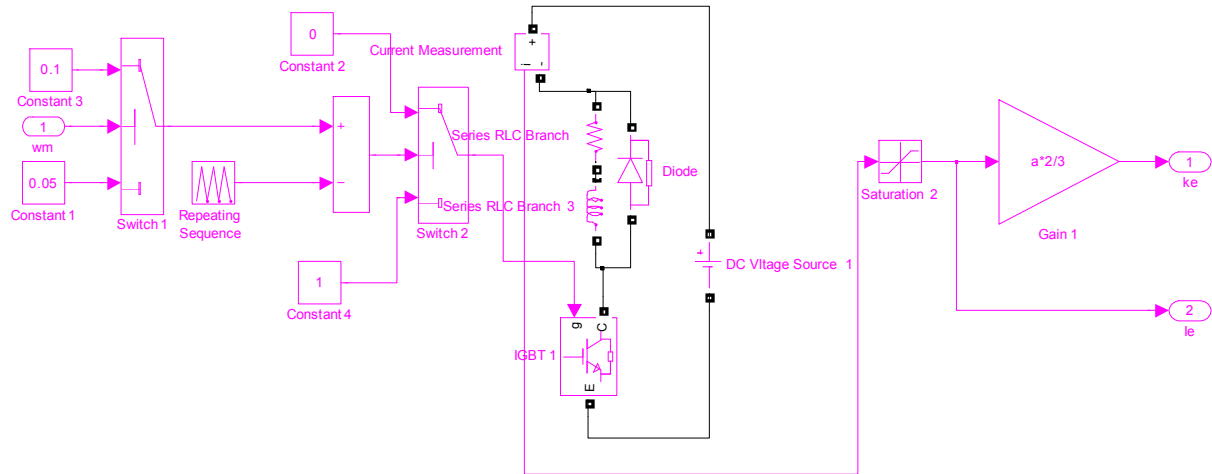 0.1
Constant 3
1
wm
0.05
Constant 1
Switch 1
Repeating
Sequence
0
Constant 2
+
−
1
Constant 4
Switch 2
Current Measurement
+
-
i
Series RLC Branch
Series RLC Branch 3
Diode
+
DC Vltage Source 1
g
C
E
IGBT 1
Saturation 2
a*2/3
Gain 1
1
ke
2
Ie